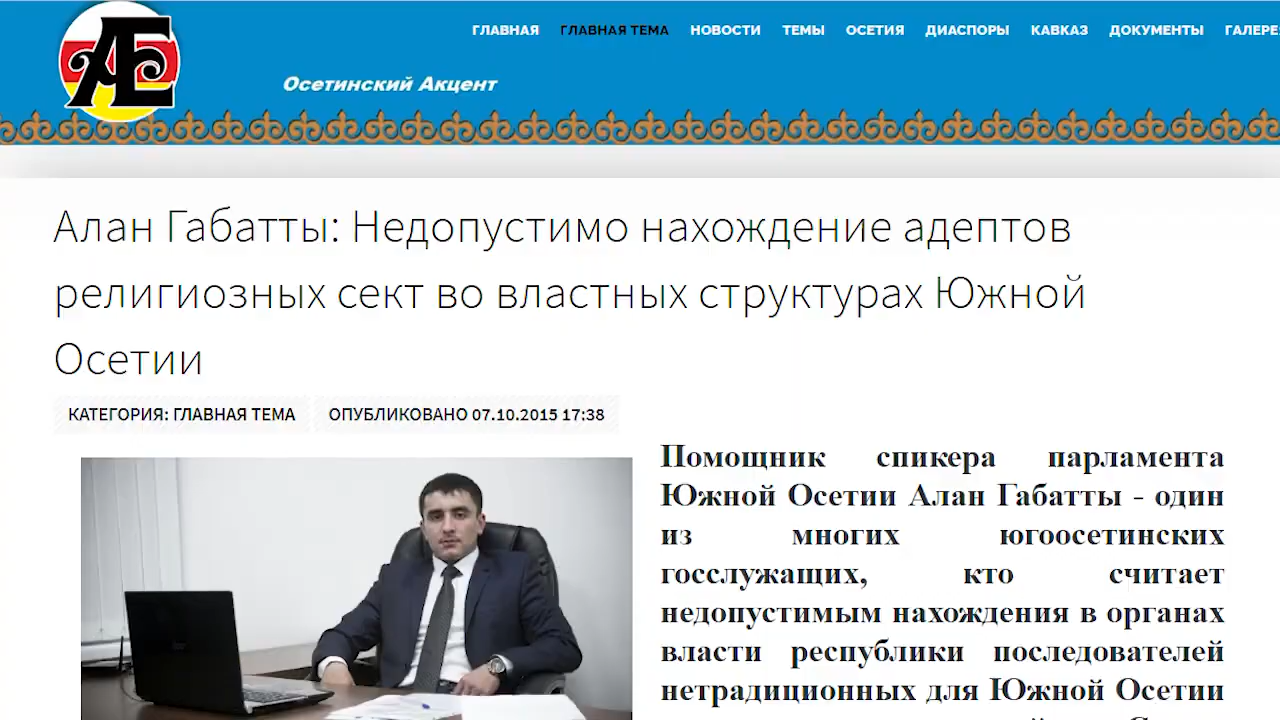 ГЛАВНАЯ ГЛАВНАЯ ТЕМА НОВОСТИ ТЕМЫ ОСЕТИЯ ДИАСПОРЫ КАВКАЗ ДОКУМЕНТЫ ГАЛЕРЕ
АЕ
Осетинский Акцент
Алан Габатты: Недопустимо нахождение адептов
религиозных сект во властных структурах Южной
Осетии
КАТЕГОРИЯ: ГЛАВНАЯ ТЕМА ОПУБЛИКОВАНО 07.10.2015 17:38
Помощник спикера парламента
Южной Осетии Алан Габатты - один
из многих югоосетинских
госслужащих, кто считает
недопустимым нахождения в органах
власти республики последователей
нетрадиционных для Южной Осетии